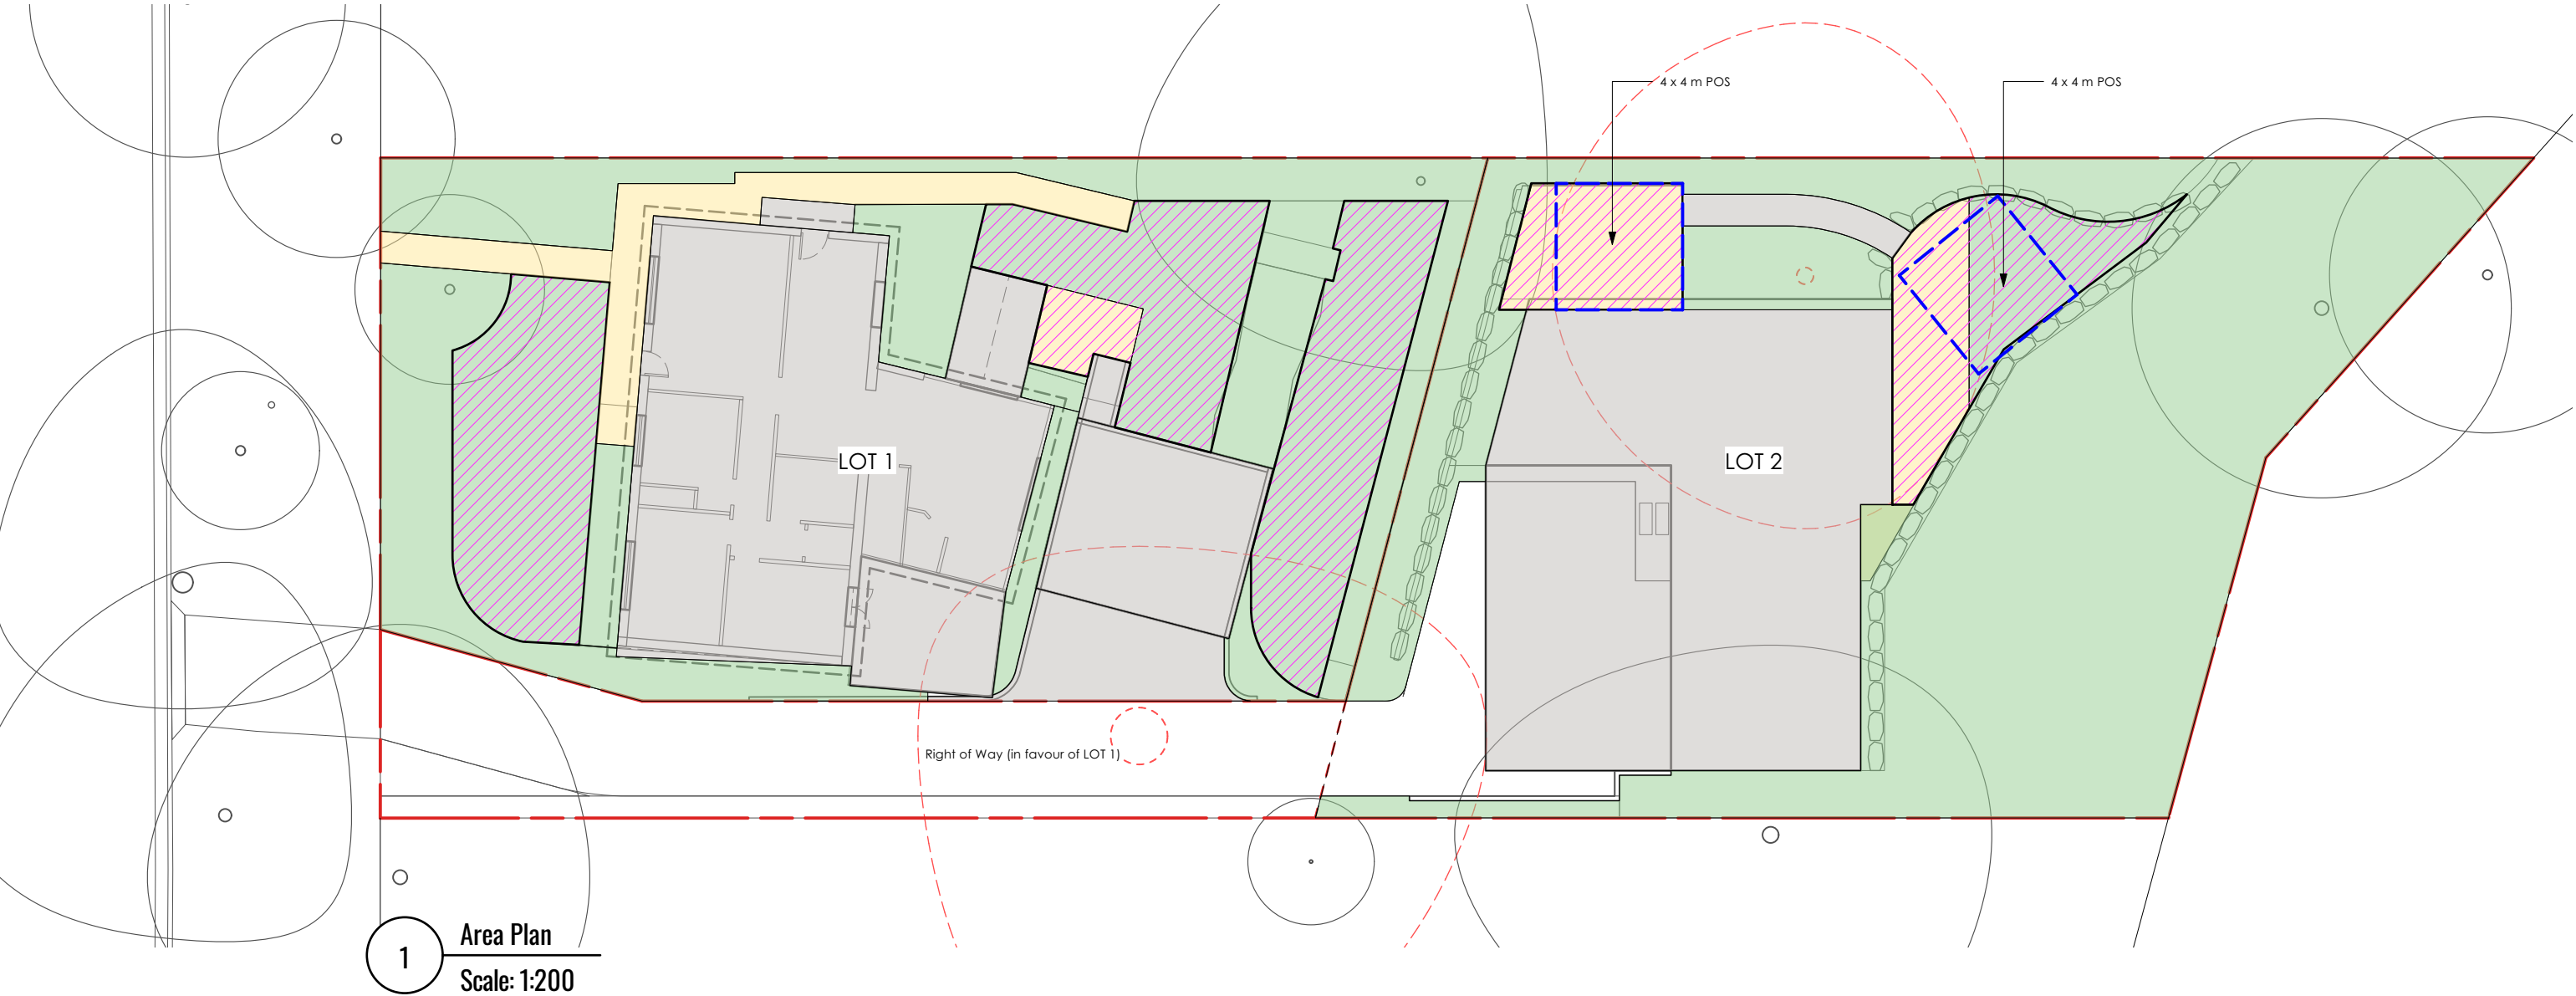 4 x 4 m POS
4 x 4 m POS
LOT 1
LOT 2
Right of Way (in favour of LOT 1)
1
Area Plan
Scale: 1:200